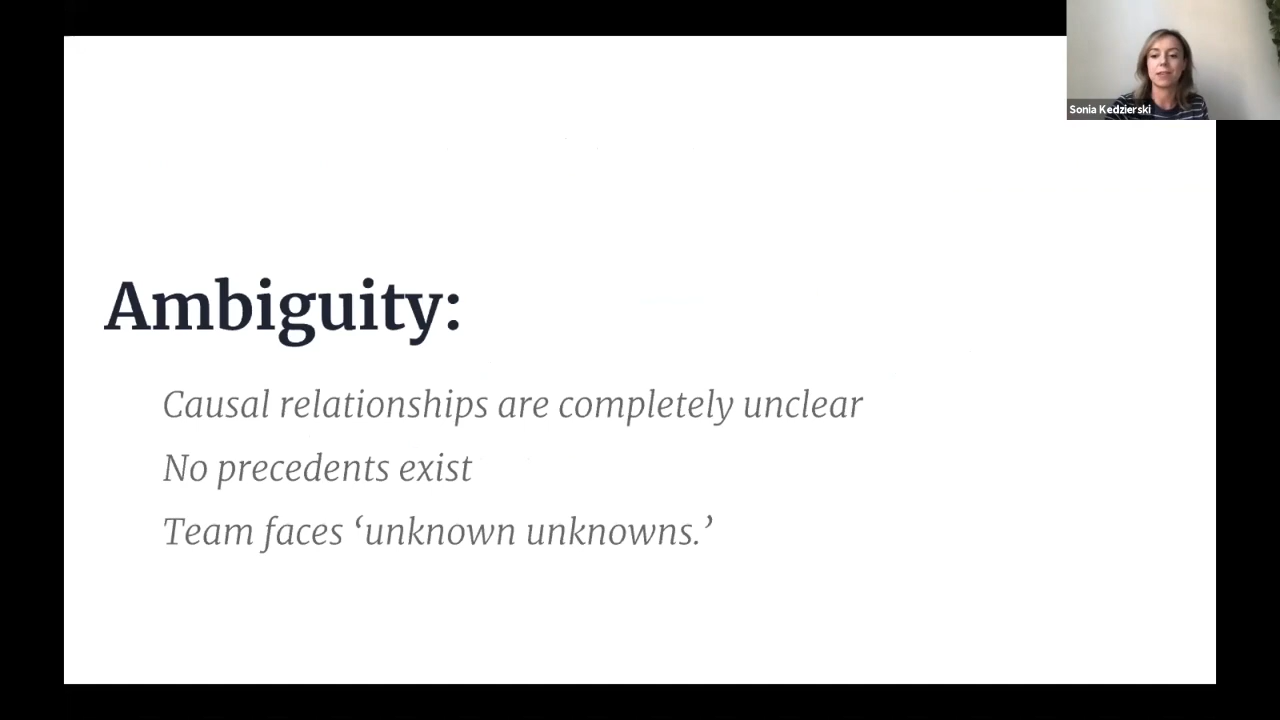 Sonia Kedzierski
Ambiguity:
Causal relationships are completely unclear
No precedents exist
Team faces ‘unknown unknowns.’